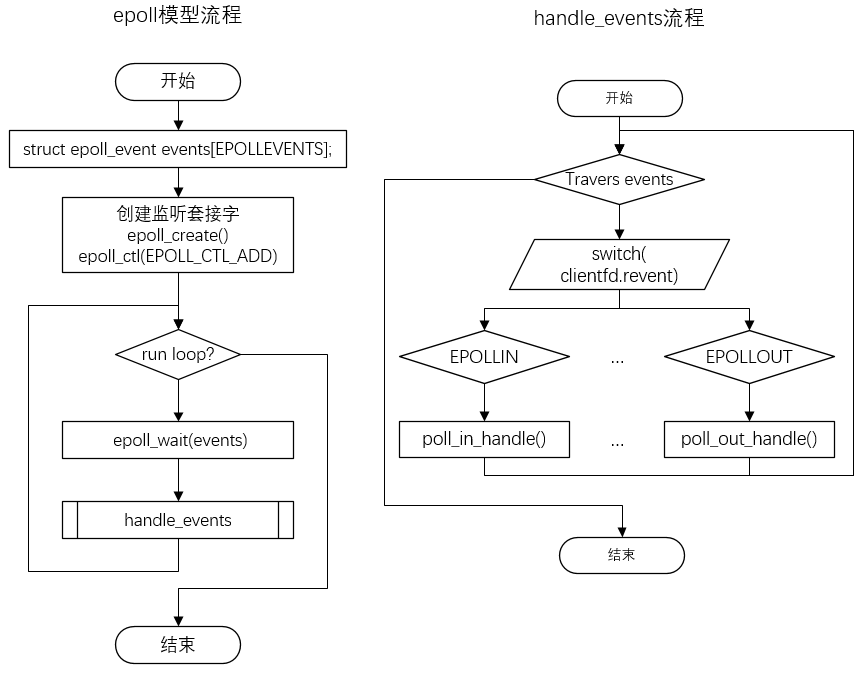 epoll模型流程
开始
struct epoll_event events[EPOLLEVENTS];
创建监听套接字
epoll_create()
epoll_ctl(EPOLL_CTL_ADD)
run loop?
epoll_wait(events)
handle_events
结束
handle_events流程
开始
Travers events
switch(
clientfd.revent)
EPOLLIN
...
EPOLLOUT
poll_in_handle()
...
poll_out_handle()
结束